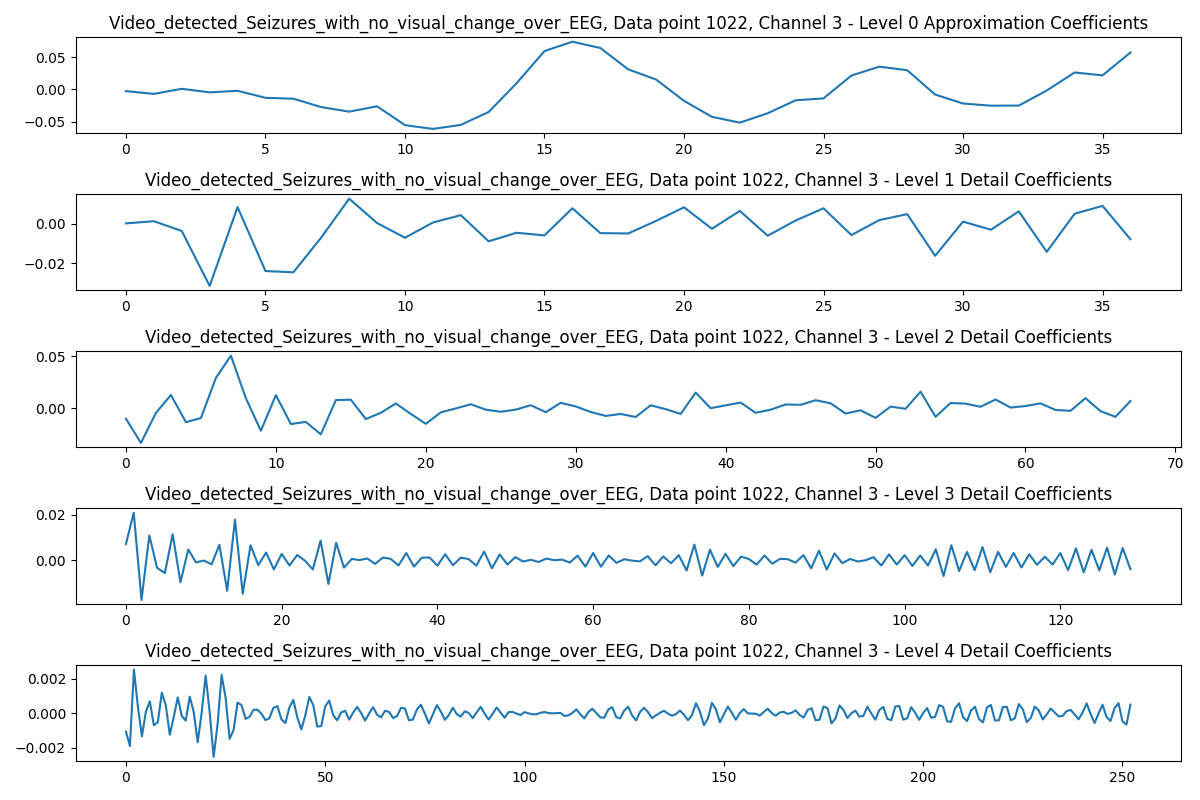 Video_detected_Seizures_with_no_visual_change_over_EEG, Data point 1022, Channel 3 - Level 0 Approximation Coefficients
0.05
0.00
−0.05
0 5 10 15 20 25 30 35
Video_detected_Seizures_with_no_visual_change_over_EEG, Data point 1022, Channel 3 - Level 1 Detail Coefficients
0.00
−0.02
0 5 10 15 20 25 30 35
Video_detected_Seizures_with_no_visual_change_over_EEG, Data point 1022, Channel 3 - Level 2 Detail Coefficients
0.05
0.00
0 10 20 30 40 50 60 70
Video_detected_Seizures_with_no_visual_change_over_EEG, Data point 1022, Channel 3 - Level 3 Detail Coefficients
0.02
0.00
0 20 40 60 80 100 120
Video_detected_Seizures_with_no_visual_change_over_EEG, Data point 1022, Channel 3 - Level 4 Detail Coefficients
0.002
0.000
−0.002
0 50 100 150 200 250